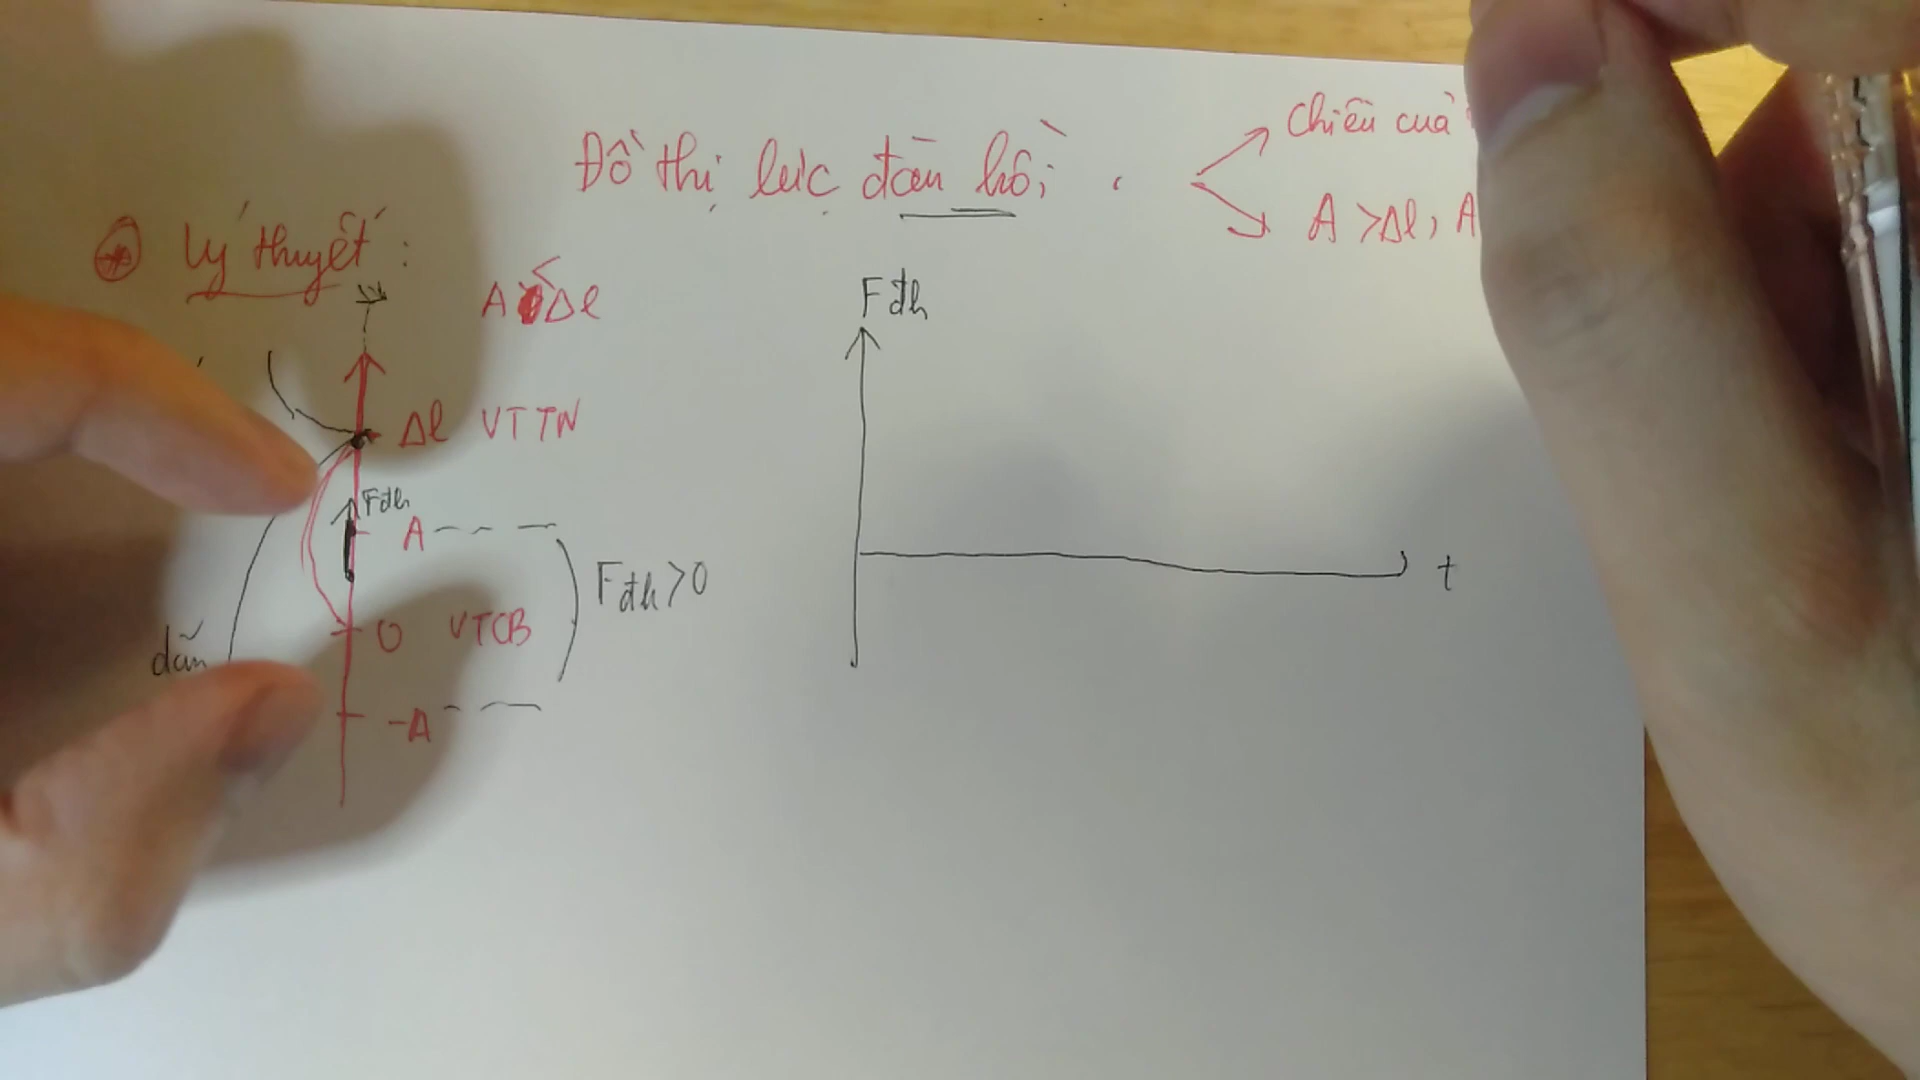 Đồ thị lực đàn hồi
Chiều của
A > Δl, A
Lý thuyết :
A < Δl
Fđh
Δl VTTN
Fđh
A
Fđh > 0
O VTCB
dãn
-A
t